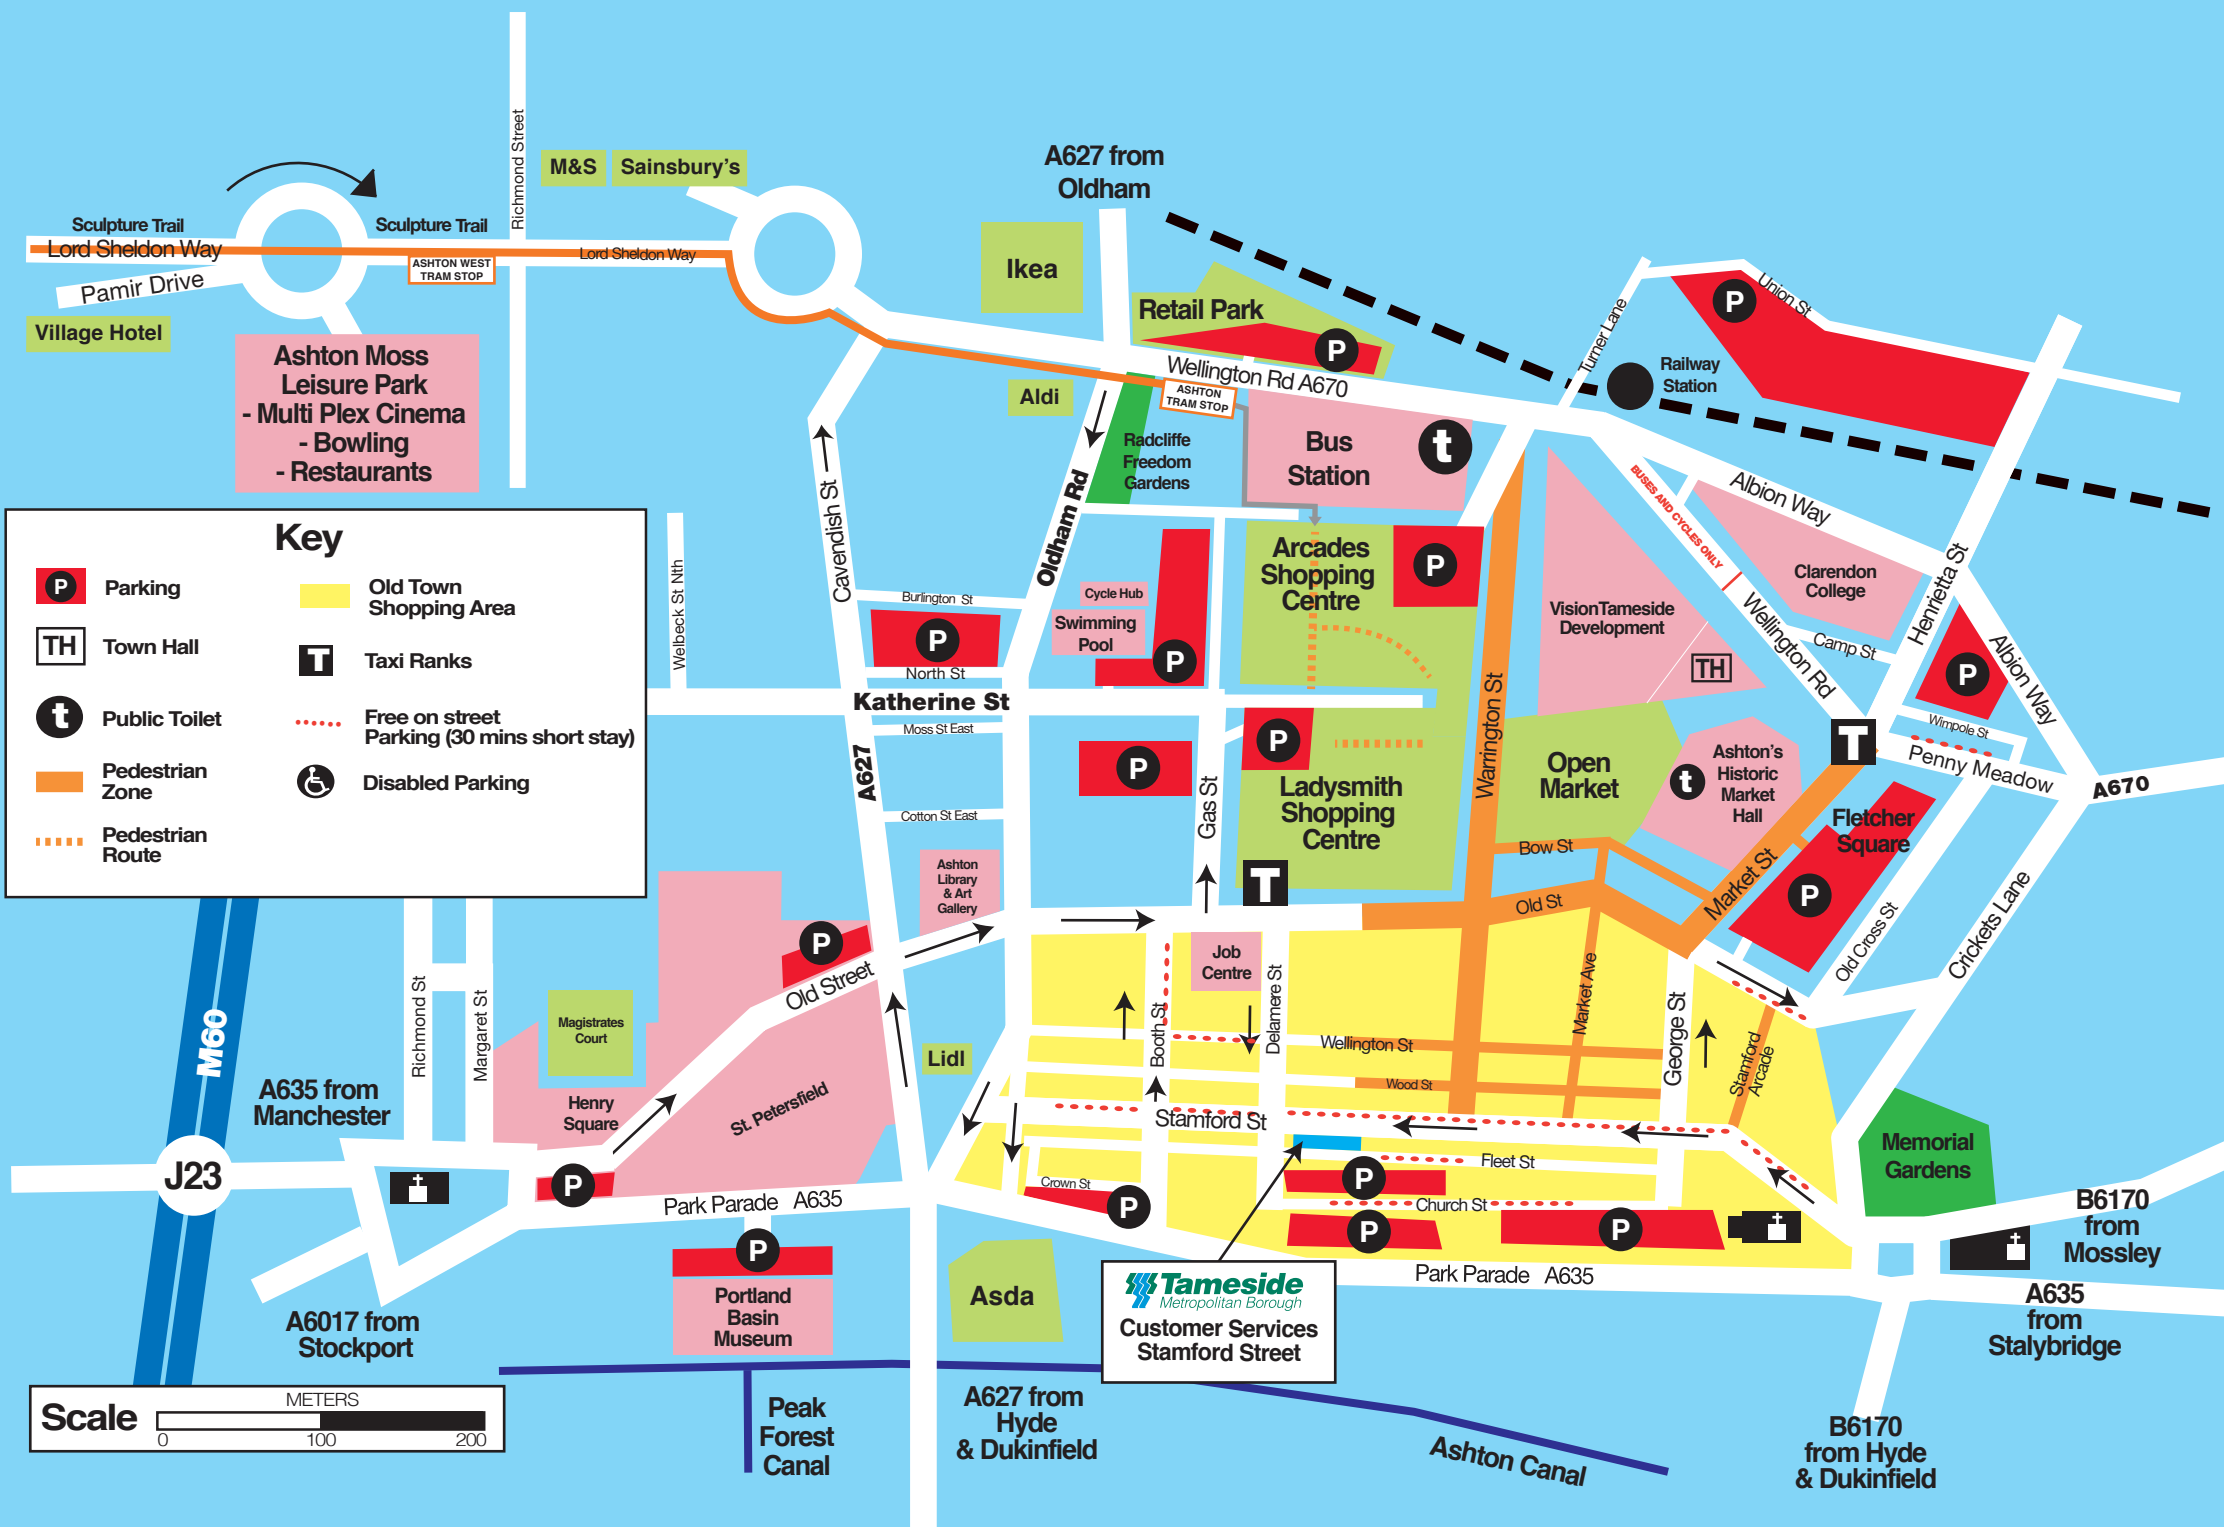 A627 from
Oldham
Richmond Street
M&S
Sainsbury's
Sculpture Trail
Sculpture Trail
Lord Sheldon Way
Lord Sheldon Way
ASHTON WEST
TRAM STOP
Pamir Drive
Village Hotel
Ashton Moss
Leisure Park
- Multi Plex Cinema
- Bowling
- Restaurants
Ikea
Retail Park
P
Wellington Rd A670
ASHTON
TRAM STOP
Aldi
Radcliffe
Freedom
Gardens
Bus
Station
t
Turner Lane
Railway
Station
P
Union St
Albion Way
BUSES AND CYCLES ONLY
Clarendon
College
Henrietta St
Camp St
Wellington Rd
Albion Way
P
Wimpole St
Penny Meadow
A670
T
Key
P
Parking
TH
Town Hall
t
Public Toilet
Pedestrian
Zone
Pedestrian
Route
Old Town
Shopping Area
T
Taxi Ranks
Free on street
Parking (30 mins short stay)
Disabled Parking
Welbeck St Nth
Cavendish St
Oldham Rd
Burlington St
P
North St
Katherine St
Moss St East
A627
Cotton St East
Cycle Hub
Swimming
Pool
P
P
Gas St
Arcades
Shopping
Centre
P
P
Ladysmith
Shopping
Centre
T
Warrington St
VisionTameside
Development
TH
Open
Market
t
Ashton's
Historic
Market
Hall
Bow St
Old St
Market St
Fletcher
Square
P
Old Cross St
Crickets Lane
Ashton
Library
& Art
Gallery
P
Old Street
Magistrates
Court
Henry
Square
St. Petersfield
Lidl
Richmond St
Margaret St
M60
J23
A635 from
Manchester
P
Park Parade A635
P
Portland
Basin
Museum
A6017 from
Stockport
Job
Centre
Booth St
Delamere St
Wellington St
Wood St
Market Ave
George St
Stamford
Arcade
Stamford St
Fleet St
Church St
Crown St
P
P
P
P
Park Parade A635
Memorial
Gardens
B6170
from
Mossley
A635
from
Stalybridge
B6170
from Hyde
& Dukinfield
Asda
Tameside
Metropolitan Borough
Customer Services
Stamford Street
A627 from
Hyde
& Dukinfield
Peak
Forest
Canal
Ashton Canal
Scale
METERS
0
100
200